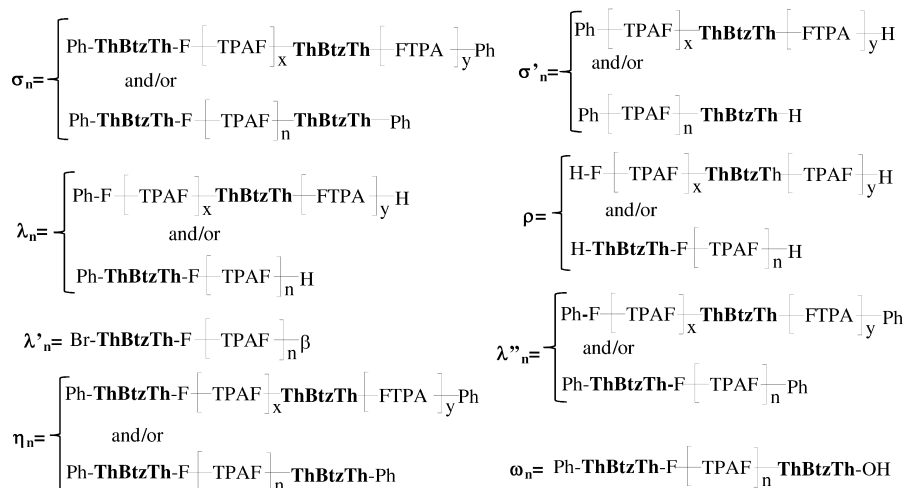 σn= Ph-ThBtzTh-F TPAF x ThBtzTh FTPA y Ph
and/or
Ph-ThBtzTh-F TPAF n ThBtzTh Ph
σ'n= Ph TPAF x ThBtzTh FTPA y H
and/or
Ph TPAF n ThBtzTh H
λn= Ph-F TPAF x ThBtzTh FTPA y H
and/or
Ph-ThBtzTh-F TPAF n H
ρ= H-F TPAF x ThBtzTh TPAF y H
and/or
H-ThBtzTh-F TPAF n H
λ'n= Br-ThBtzTh-F TPAF n β
λ''n= Ph-F TPAF x ThBtzTh FTPA y Ph
and/or
Ph-ThBtzTh-F TPAF n Ph
ηn= Ph-ThBtzTh-F TPAF x ThBtzTh FTPA y Ph
and/or
Ph-ThBtzTh-F TPAF n ThBtzTh-Ph
ωn= Ph-ThBtzTh-F TPAF n ThBtzTh-OH